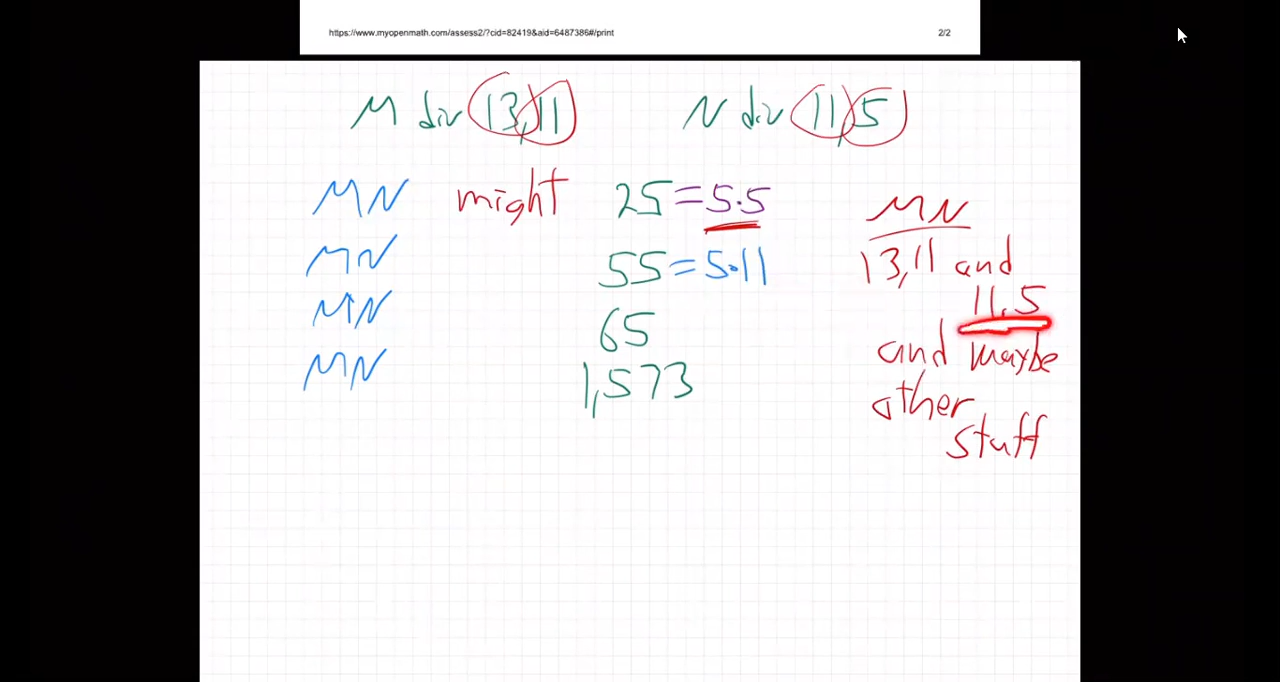 https://www.myopenmath.com/assess2/?cid=82419&aid=6487386#/print 2/2
M div 13, 11 N div 11, 5
MN might 25 = 5·5
MN 55 = 5·11
MN 65
MN 1,573
MN
13, 11 and
11, 5
and maybe
other
stuff